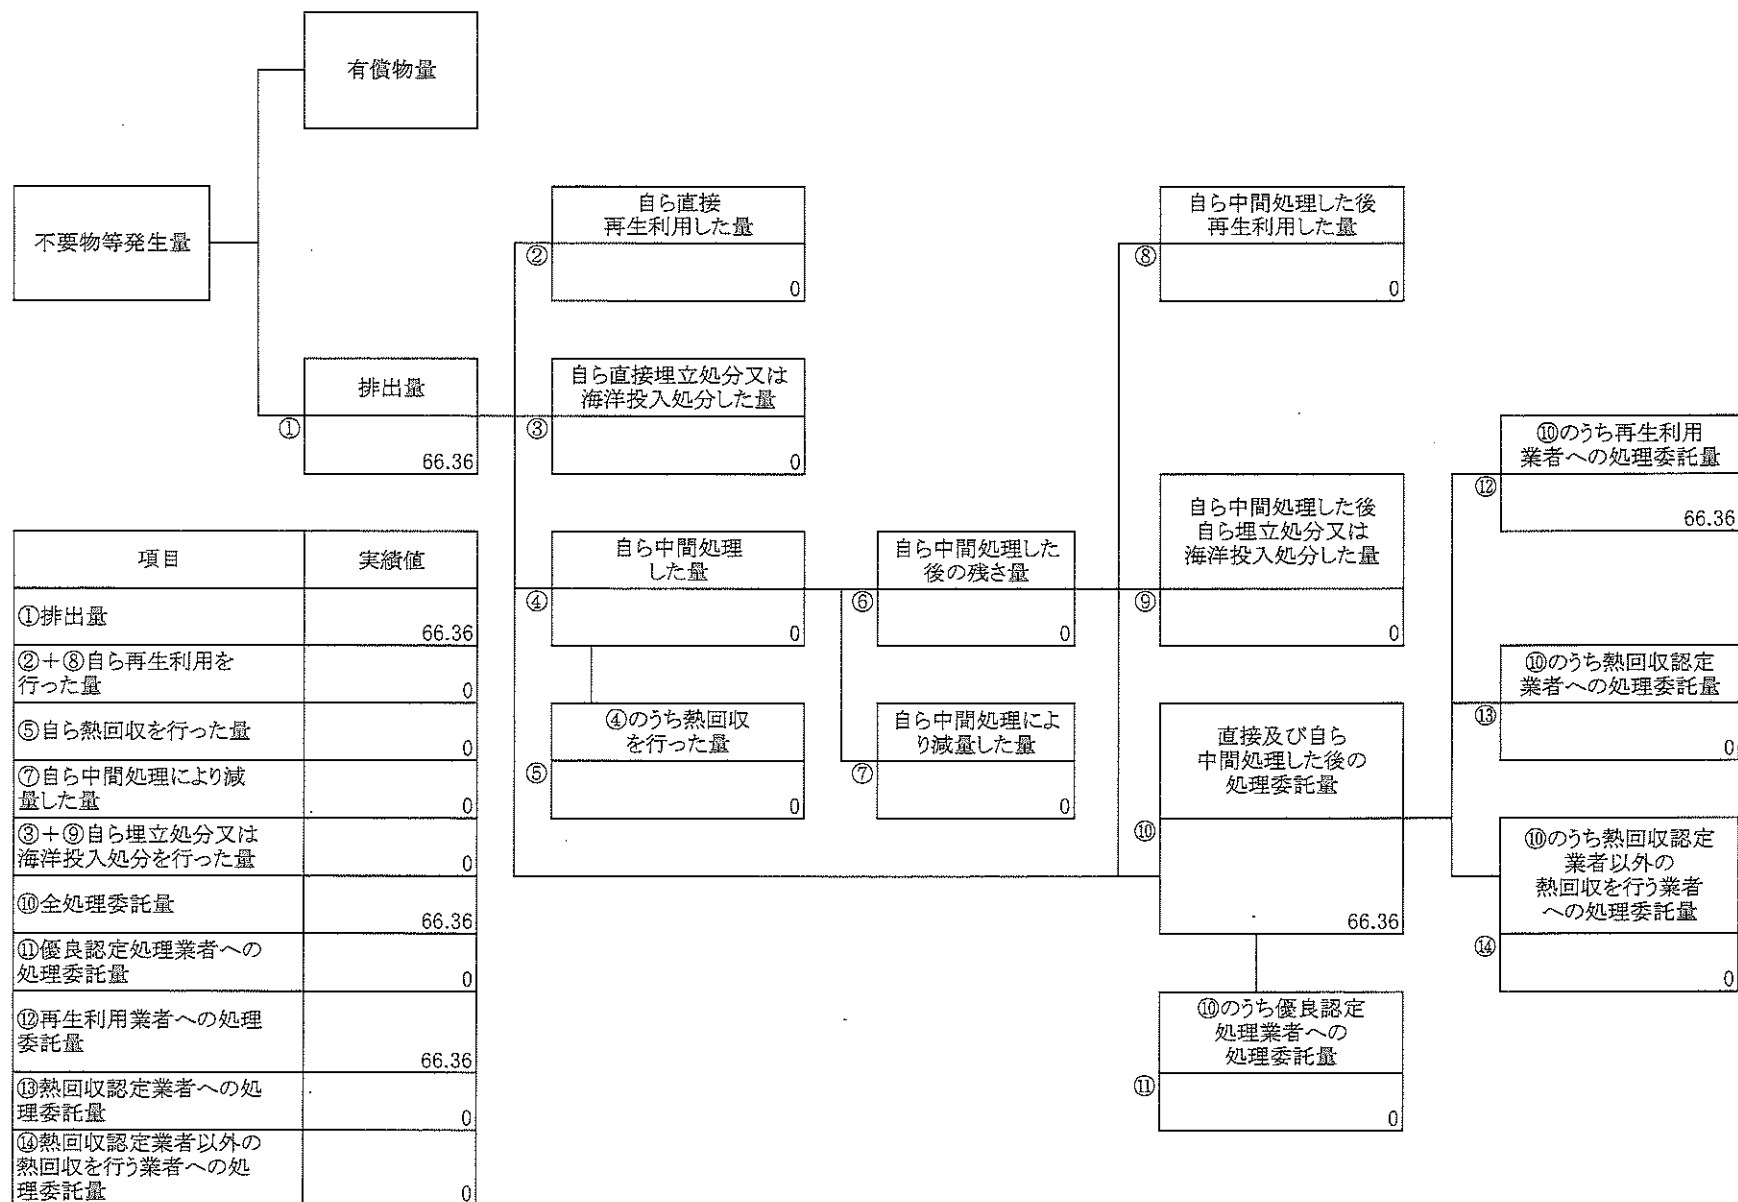 有償物量
不要物等発生量
自ら直接
再生利用した量
②
0
自ら中間処理した後
再生利用した量
⑧
0
排出量
①
66.36
自ら直接埋立処分又は
海洋投入処分した量
③
0
⑩のうち再生利用
業者への処理委託量
⑫
66.36
自ら中間処理
した量
④
0
自ら中間処理した
後の残さ量
⑥
0
自ら中間処理した後
自ら埋立処分又は
海洋投入処分した量
⑨
0
⑩のうち熱回収認定
業者への処理委託量
⑬
0
④のうち熱回収
を行った量
⑤
0
自ら中間処理によ
り減量した量
⑦
0
直接及び自ら
中間処理した後の
処理委託量
⑩
66.36
⑩のうち熱回収認定
業者以外の
熱回収を行う業者
への処理委託量
⑭
0
⑩のうち優良認定
処理業者への
処理委託量
⑪
0
項目 実績値
①排出量
66.36
②+⑧自ら再生利用を
行った量
0
⑤自ら熱回収を行った量
0
⑦自ら中間処理により減
量した量
0
③+⑨自ら埋立処分又は
海洋投入処分を行った量
0
⑩全処理委託量
66.36
⑪優良認定処理業者への
処理委託量
0
⑫再生利用業者への処理
委託量
66.36
⑬熱回収認定業者への処
理委託量
0
⑭熱回収認定業者以外の
熱回収を行う業者への処
理委託量
0